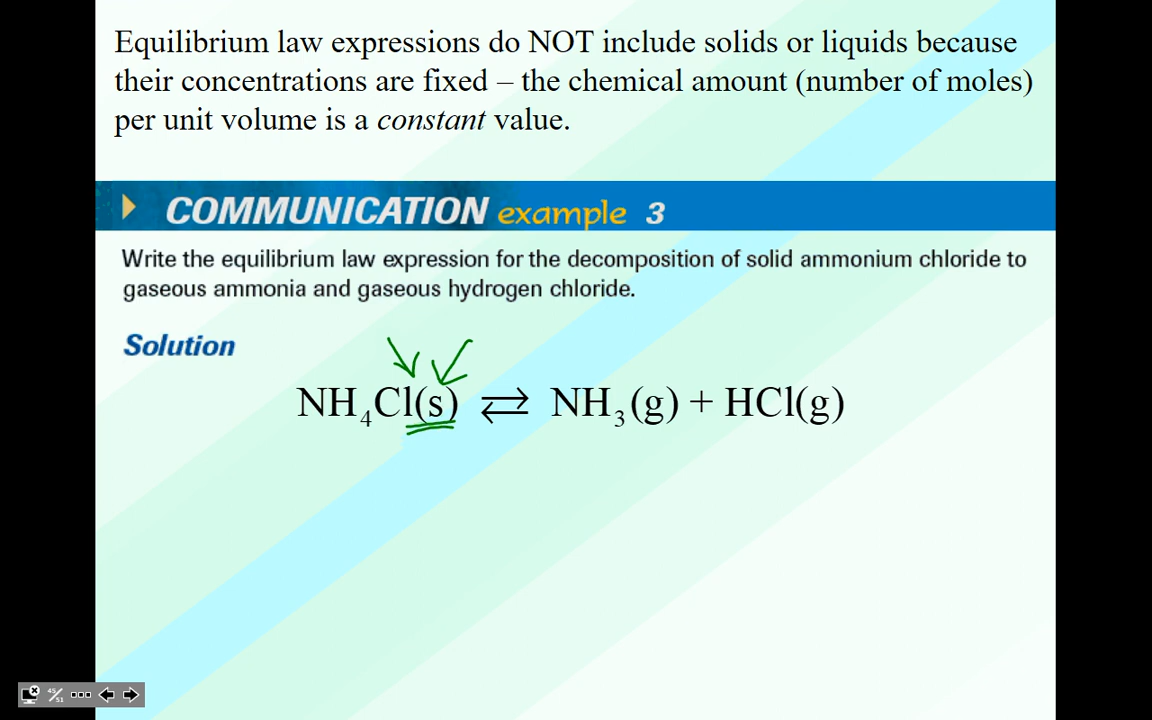 Equilibrium law expressions do NOT include solids or liquids because
their concentrations are fixed – the chemical amount (number of moles)
per unit volume is a constant value.
COMMUNICATION example 3
Write the equilibrium law expression for the decomposition of solid ammonium chloride to
gaseous ammonia and gaseous hydrogen chloride.
Solution
NH₄Cl(s) ⇄ NH₃(g) + HCl(g)
45/51